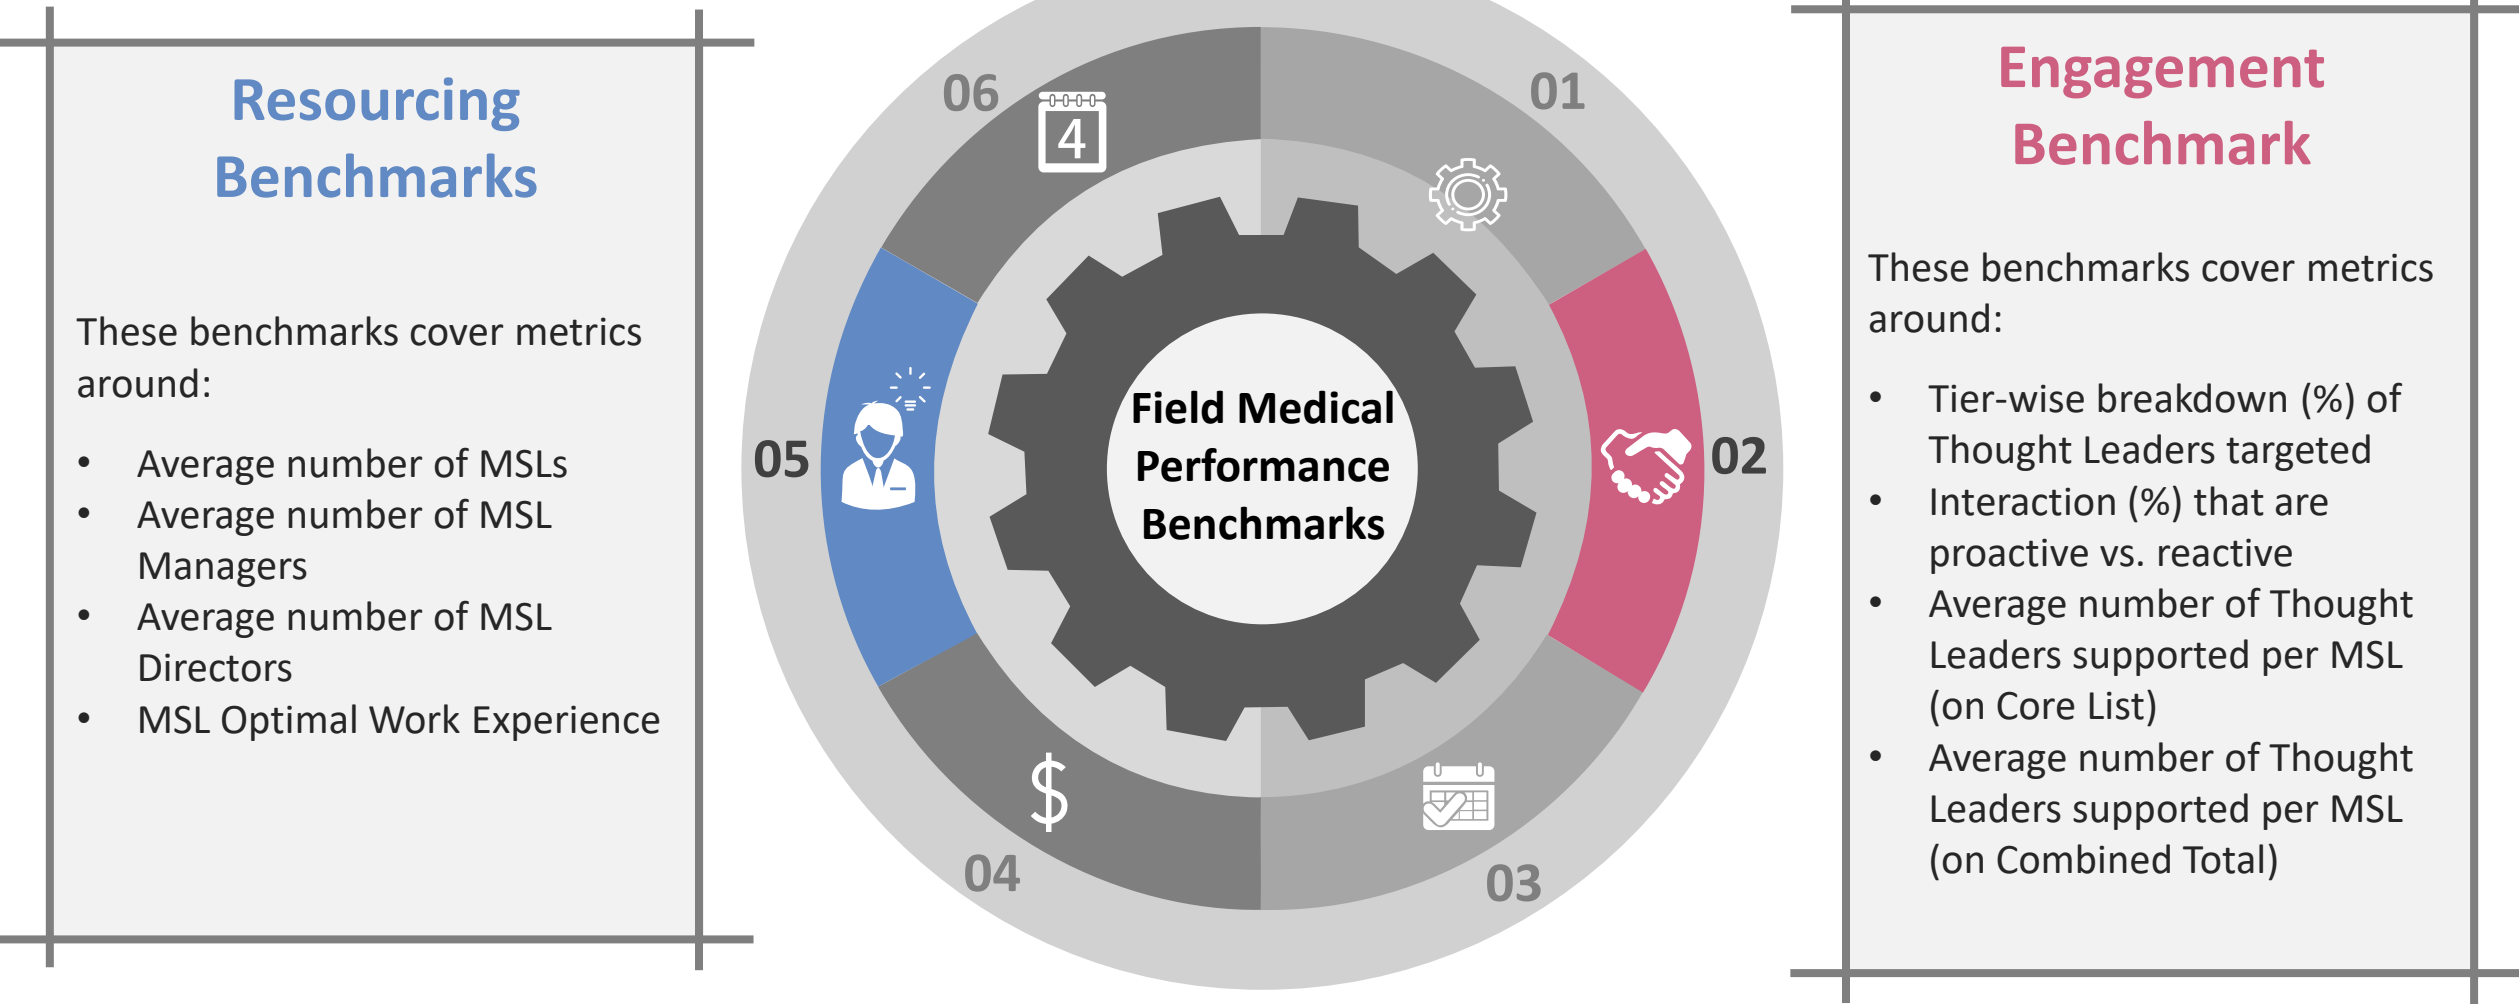 Resourcing
Benchmarks
These benchmarks cover metrics
around:
• Average number of MSLs
• Average number of MSL
Managers
• Average number of MSL
Directors
• MSL Optimal Work Experience
06
4
01
05
Field Medical
Performance
Benchmarks
02
04
03
Engagement
Benchmark
These benchmarks cover metrics
around:
• Tier-wise breakdown (%) of
Thought Leaders targeted
• Interaction (%) that are
proactive vs. reactive
• Average number of Thought
Leaders supported per MSL
(on Core List)
• Average number of Thought
Leaders supported per MSL
(on Combined Total)
$